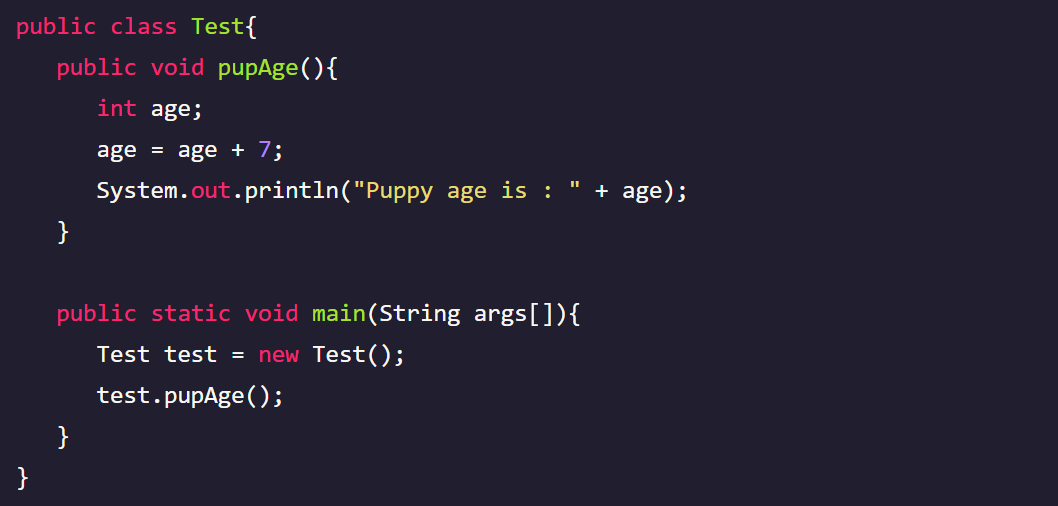 public class Test{
   public void pupAge(){
      int age;
      age = age + 7;
      System.out.println("Puppy age is : " + age);
   }

   public static void main(String args[]){
      Test test = new Test();
      test.pupAge();
   }
}